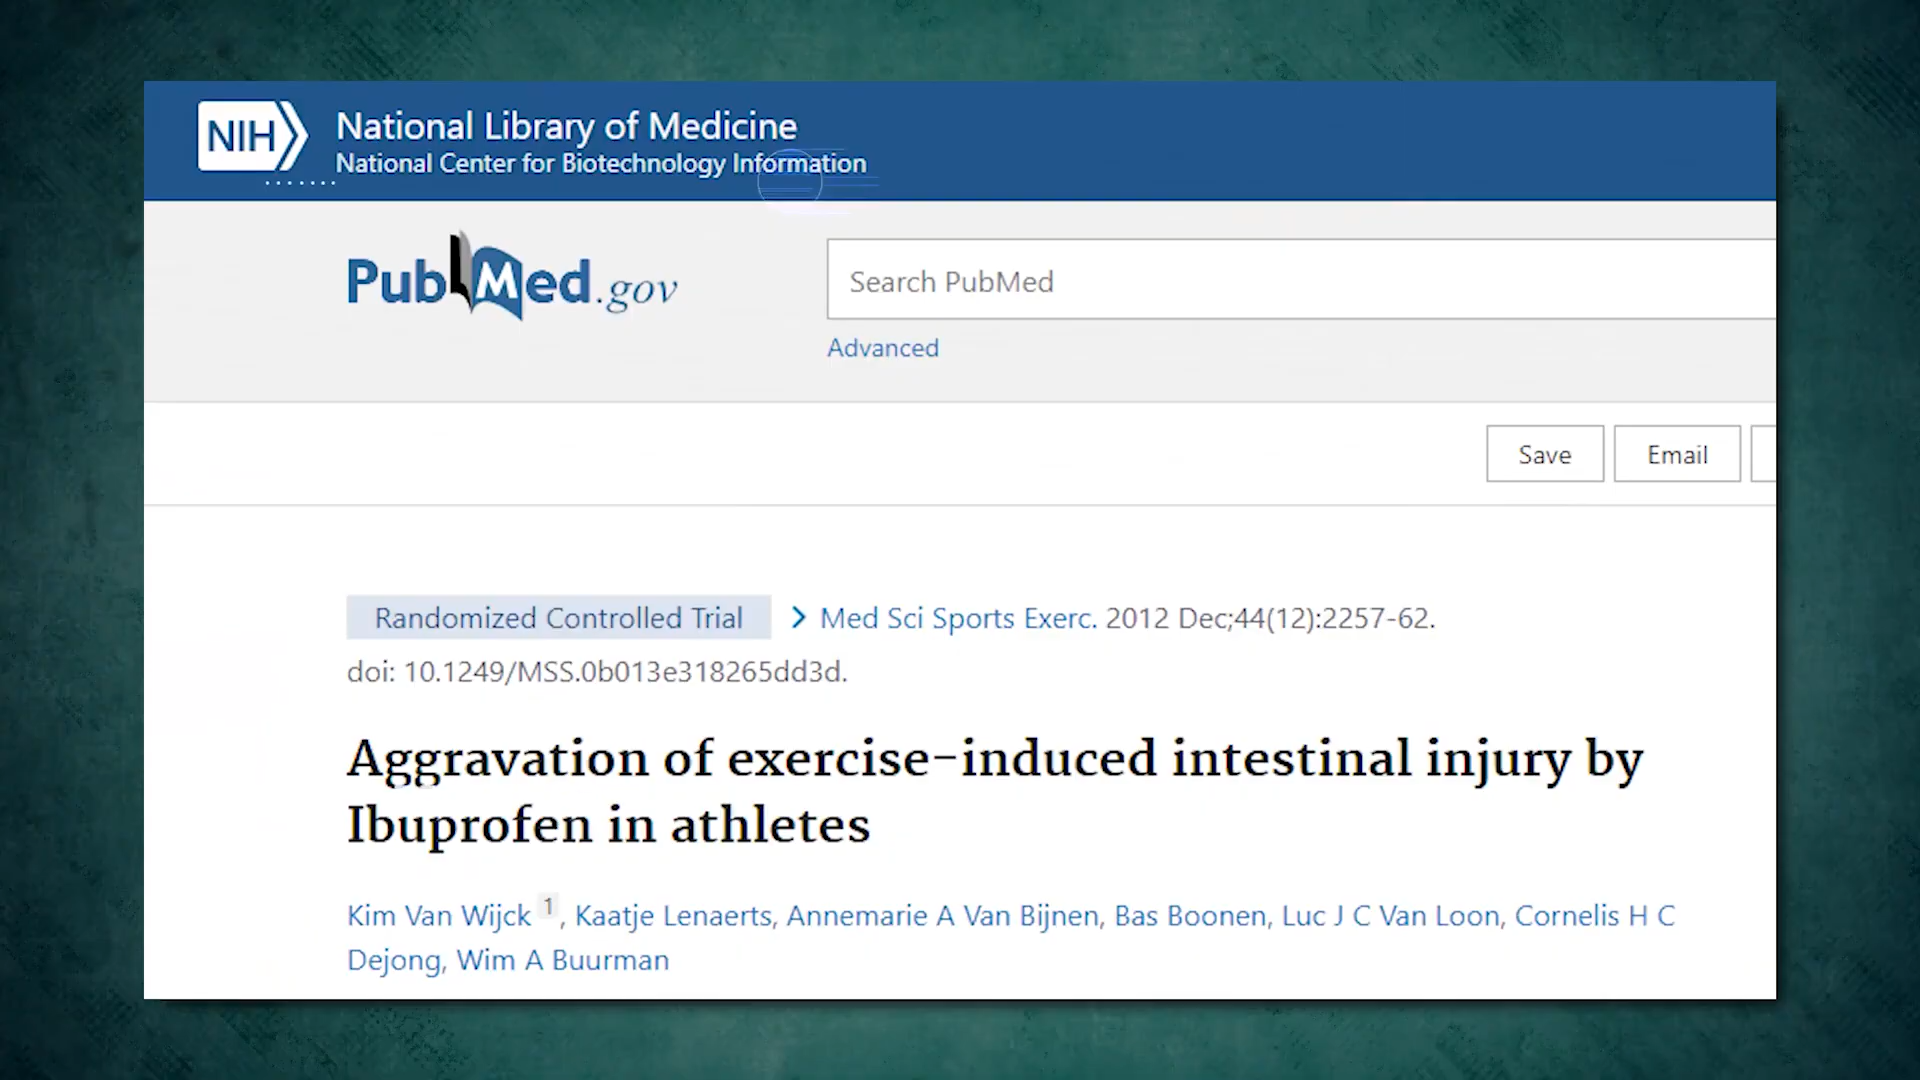 NIH
National Library of Medicine
National Center for Biotechnology Information
PubMed.gov
Search PubMed
Advanced
Save
Email
Randomized Controlled Trial
Med Sci Sports Exerc. 2012 Dec;44(12):2257-62.
doi: 10.1249/MSS.0b013e318265dd3d.
Aggravation of exercise-induced intestinal injury by
Ibuprofen in athletes
Kim Van Wijck 1, Kaatje Lenaerts, Annemarie A Van Bijnen, Bas Boonen, Luc J C Van Loon, Cornelis H C
Dejong, Wim A Buurman